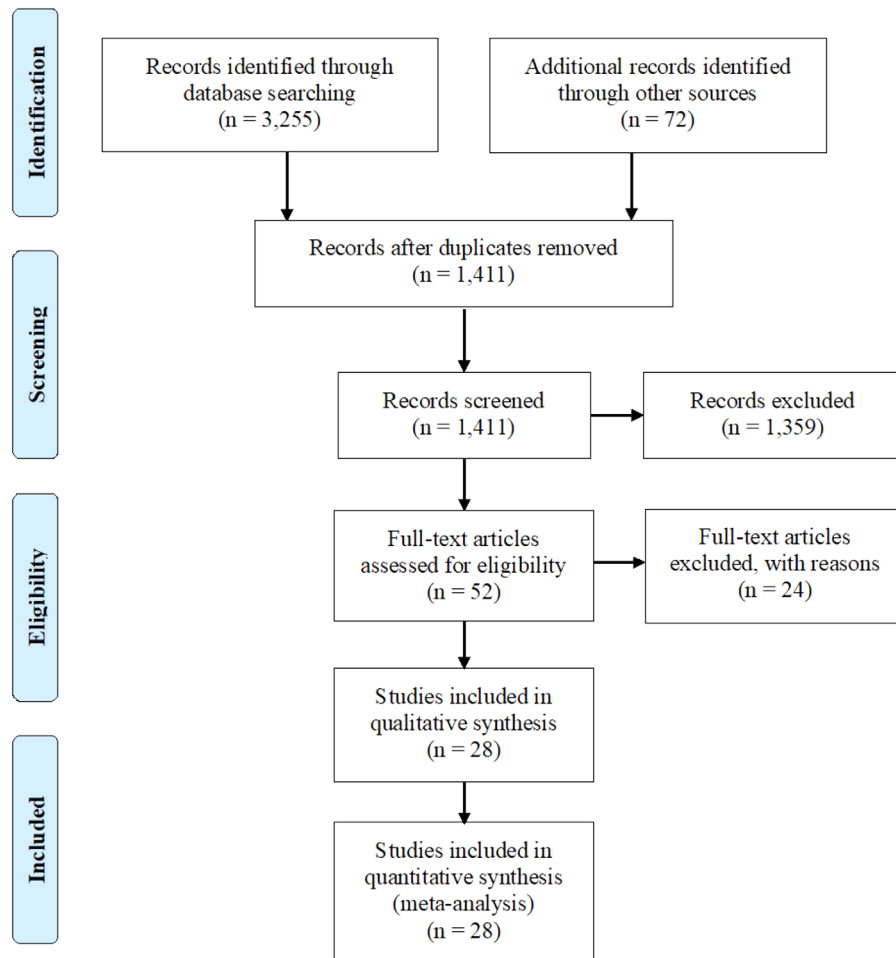 Identification
Records identified through
database searching
(n = 3,255)
Additional records identified
through other sources
(n = 72)
Records after duplicates removed
(n = 1,411)
Screening
Records screened
(n = 1,411)
Records excluded
(n = 1,359)
Eligibility
Full-text articles
assessed for eligibility
(n = 52)
Full-text articles
excluded, with reasons
(n = 24)
Studies included in
qualitative synthesis
(n = 28)
Included
Studies included in
quantitative synthesis
(meta-analysis)
(n = 28)